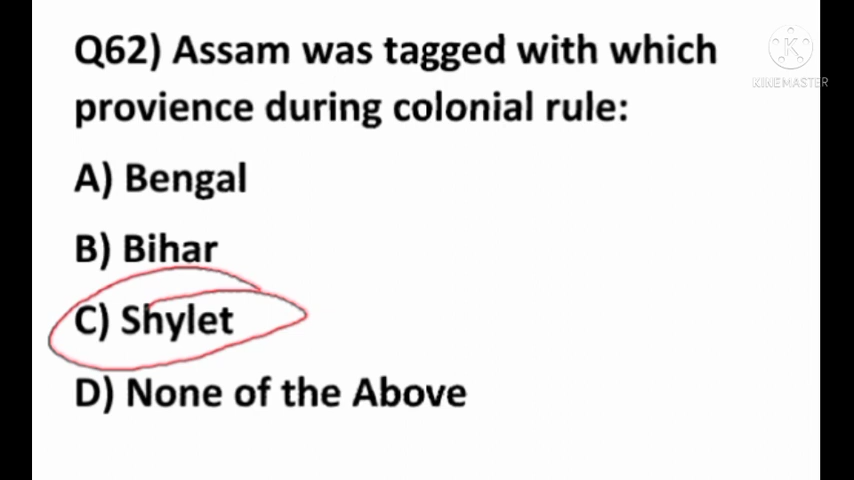 Q62) Assam was tagged with which
provience during colonial rule:
A) Bengal
B) Bihar
C) Shylet
D) None of the Above
K
KINEMASTER